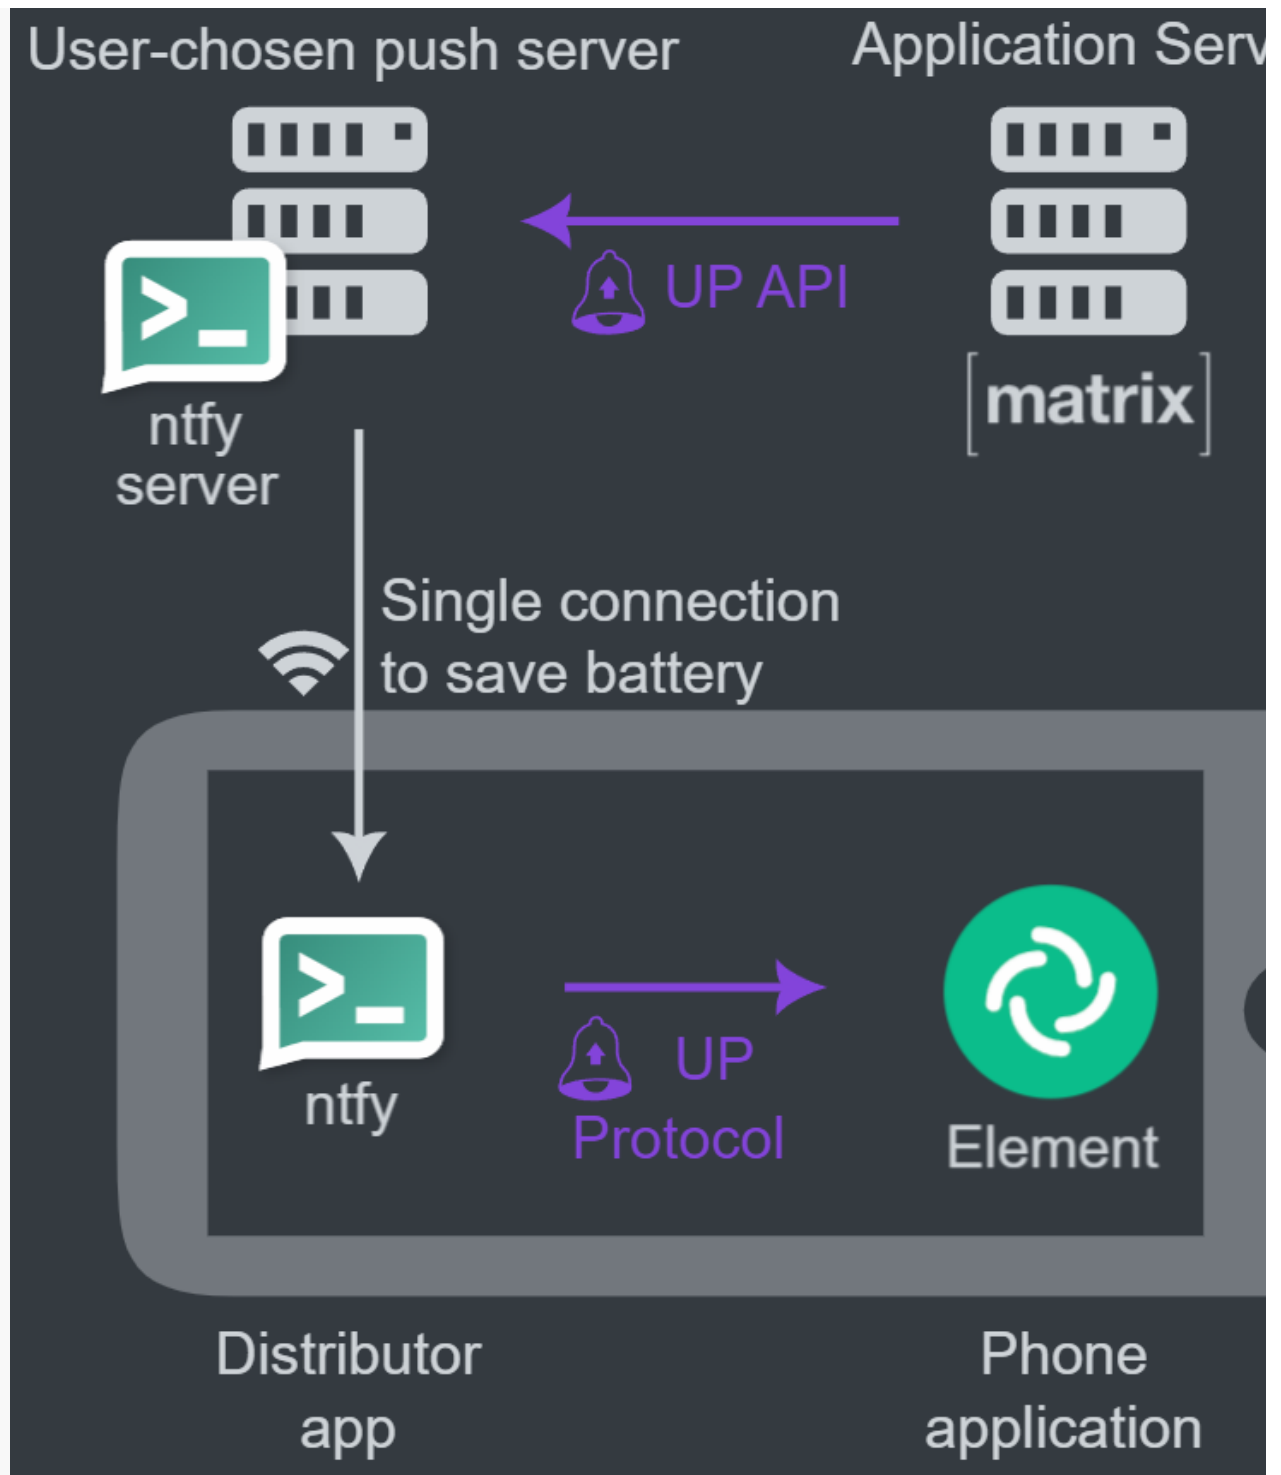 User-chosen push server
Application Serv
UP API
[matrix]
ntfy
server
Single connection
to save battery
ntfy
UP
Protocol
Element
Distributor
app
Phone
application